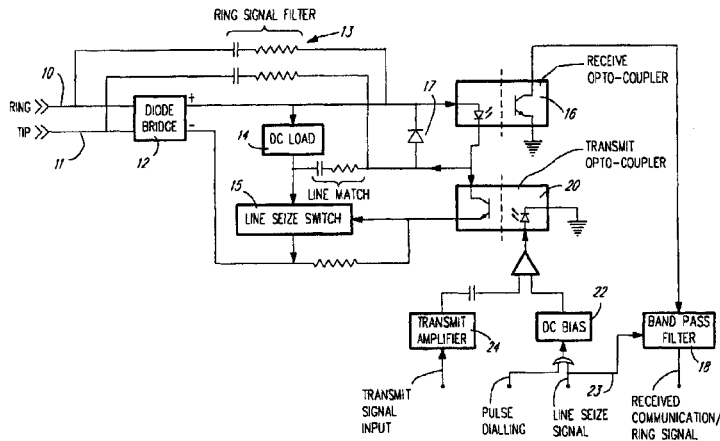 RING SIGNAL FILTER
13
10
RING
TIP
11
DIODE
BRIDGE
+
-
12
14
DC LOAD
17
RECEIVE
OPTO-COUPLER
16
LINE MATCH
TRANSMIT
OPTO-COUPLER
20
15
LINE SEIZE SWITCH
TRANSMIT
AMPLIFIER
24
22
DC BIAS
BAND PASS
FILTER
18
23
TRANSMIT
SIGNAL
INPUT
PULSE
DIALLING
LINE SEIZE
SIGNAL
RECEIVED
COMMUNICATION/
RING SIGNAL